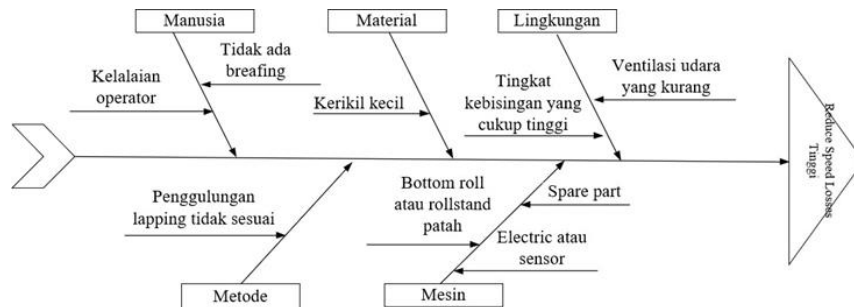 Manusia
Material
Lingkungan
Tidak ada
breafing
Kelalaian
operator
Kerikil kecil
Tingkat
kebisingan yang
cukup tinggi
Ventilasi udara
yang kurang
Reduce Speed Losses
Tinggi
Penggulungan
lapping tidak sesuai
Bottom roll
atau rollstand
patah
Spare part
Electric atau
sensor
Metode
Mesin